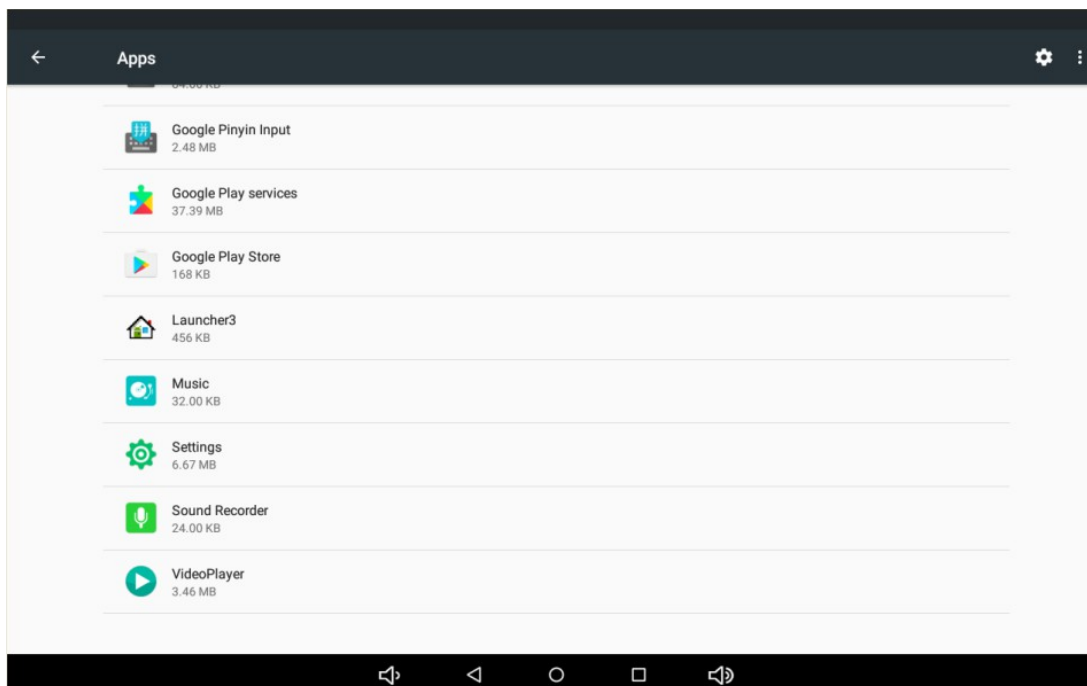 Apps
Google Pinyin Input
2.48 MB
Google Play services
37.39 MB
Google Play Store
168 KB
Launcher3
456 KB
Music
32.00 KB
Settings
6.67 MB
Sound Recorder
24.00 KB
VideoPlayer
3.46 MB